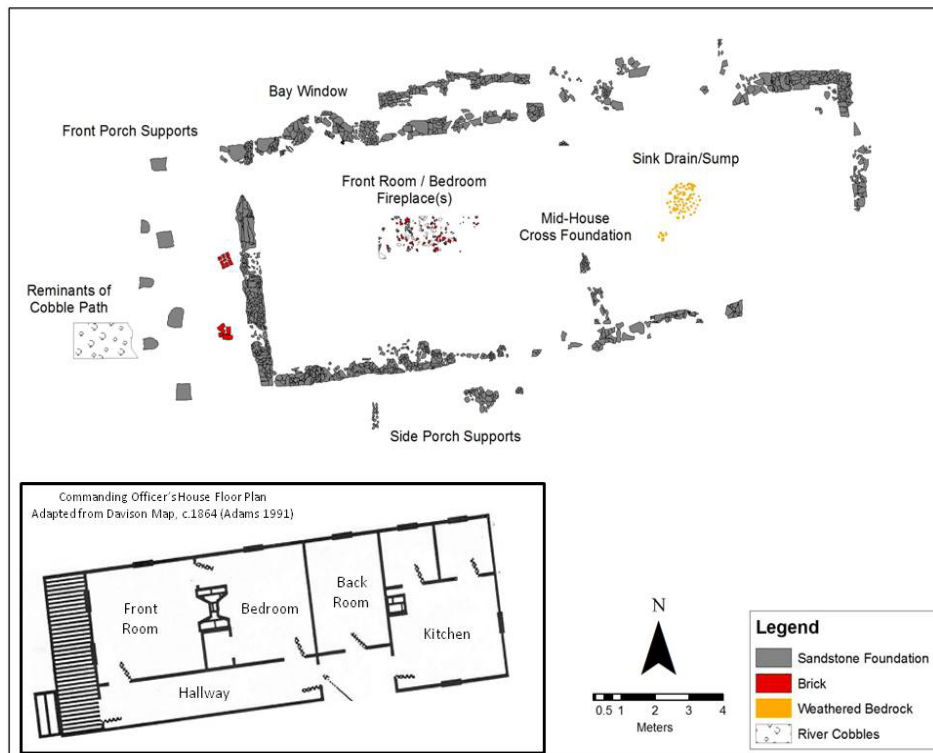 Bay Window
Front Porch Supports
Sink Drain/Sump
Front Room / Bedroom
Fireplace(s)
Mid-House
Cross Foundation
Reminants of
Cobble Path
Side Porch Supports
Commanding Officer's House Floor Plan
Adapted from Davison Map, c.1864 (Adams 1991)
Front
Room
Bedroom
Back
Room
Kitchen
Hallway
N
0.5 1 2 3 4
Meters
Legend
Sandstone Foundation
Brick
Weathered Bedrock
River Cobbles